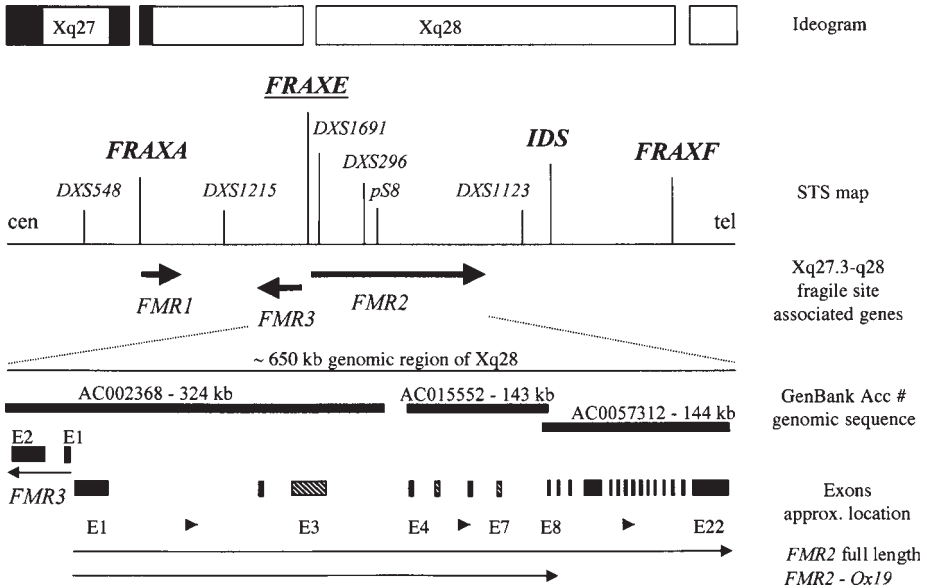 Xq27 Xq28 Ideogram
FRAXE
DXS1691
FRAXA IDS FRAXF
DXS296
DXS548 DXS1215 pS8 DXS1123 STS map
cen tel
FMR1 FMR3 FMR2
Xq27.3-q28
fragile site
associated genes
~ 650 kb genomic region of Xq28
AC002368 - 324 kb AC015552 - 143 kb
AC0057312 - 144 kb
GenBank Acc #
genomic sequence
E2 E1
FMR3
Exons
approx. location
E1 E3 E4 E7 E8 E22
FMR2 full length
FMR2 - Ox19